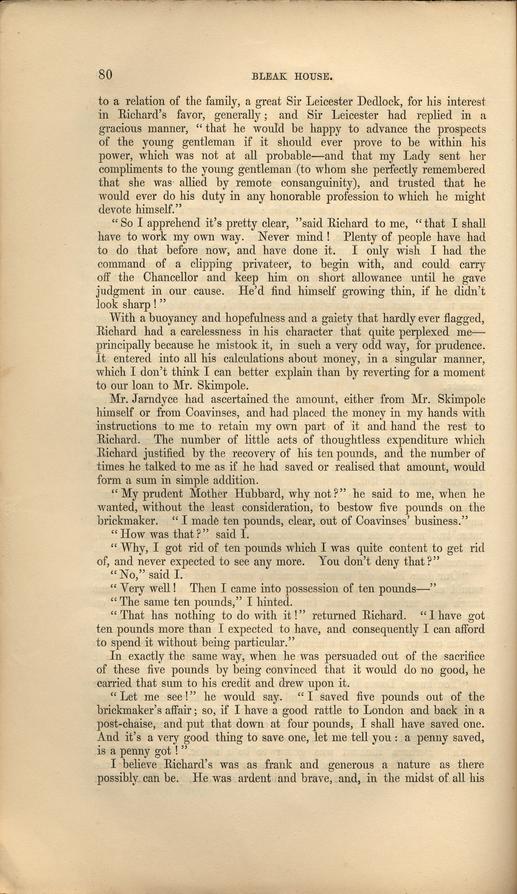 80 BLEAK HOUSE.
to a relation of the family, a great Sir Leicester Dedlock, for his interest
in Richard's favor, generally; and Sir Leicester had replied in a
gracious manner, "that he would be happy to advance the prospects
of the young gentleman if it should ever prove to be within his
power, which was not at all probable—and that my Lady sent her
compliments to the young gentleman (to whom she perfectly remembered
that she was allied by remote consanguinity), and trusted that he
would ever do his duty in any honorable profession to which he might
devote himself."
"So I apprehend it's pretty clear, "said Richard to me, "that I shall
have to work my own way. Never mind! Plenty of people have had
to do that before now, and have done it. I only wish I had the
command of a clipping privateer, to begin with, and could carry
off the Chancellor and keep him on short allowance until he gave
judgment in our cause. He'd find himself growing thin, if he didn't
look sharp!"
With a buoyancy and hopefulness and a gaiety that hardly ever flagged,
Richard had a carelessness in his character that quite perplexed me—
principally because he mistook it, in such a very odd way, for prudence.
It entered into all his calculations about money, in a singular manner,
which I don't think I can better explain than by reverting for a moment
to our loan to Mr. Skimpole.
Mr. Jarndyce had ascertained the amount, either from Mr. Skimpole
himself or from Coavinses, and had placed the money in my hands with
instructions to me to retain my own part of it and hand the rest to
Richard. The number of little acts of thoughtless expenditure which
Richard justified by the recovery of his ten pounds, and the number of
times he talked to me as if he had saved or realised that amount, would
form a sum in simple addition.
"My prudent Mother Hubbard, why not?" he said to me, when he
wanted, without the least consideration, to bestow five pounds on the
brickmaker. "I made ten pounds, clear, out of Coavinses' business."
"How was that?" said I.
"Why, I got rid of ten pounds which I was quite content to get rid
of, and never expected to see any more. You don't deny that?"
"No," said I.
"Very well! Then I came into possession of ten pounds—"
"The same ten pounds," I hinted.
"That has nothing to do with it!" returned Richard. "I have got
ten pounds more than I expected to have, and consequently I can afford
to spend it without being particular."
In exactly the same way, when he was persuaded out of the sacrifice
of these five pounds by being convinced that it would do no good, he
carried that sum to his credit and drew upon it.
"Let me see!" he would say. "I saved five pounds out of the
brickmaker's affair; so, if I have a good rattle to London and back in a
post-chaise, and put that down at four pounds, I shall have saved one.
And it's a very good thing to save one, let me tell you: a penny saved,
is a penny got!"
I believe Richard's was as frank and generous a nature as there
possibly can be. He was ardent and brave, and, in the midst of all his